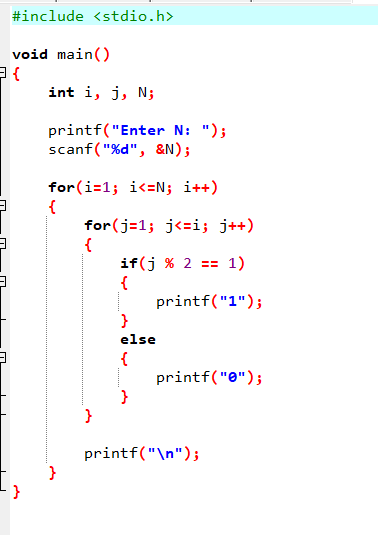 #include <stdio.h>
void main()
{
int i, j, N;
printf("Enter N: ");
scanf("%d", &N);
for(i=1; i<=N; i++)
{
for(j=1; j<=i; j++)
{
if(j % 2 == 1)
{
printf("1");
}
else
{
printf("0");
}
}
printf("\n");
}
}